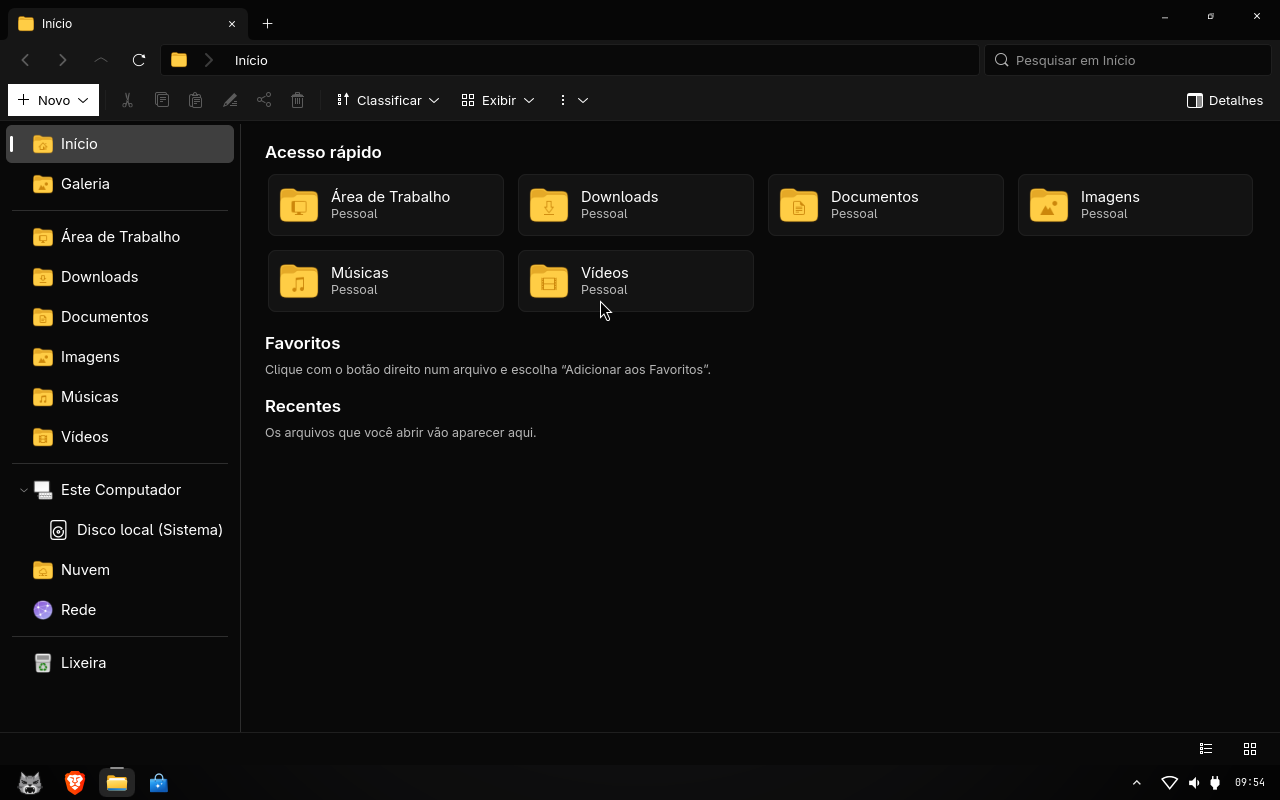 Início
Início
Pesquisar em Início
Novo
Classificar
Exibir
Detalhes
Início
Galeria
Área de Trabalho
Downloads
Documentos
Imagens
Músicas
Vídeos
Este Computador
Disco local (Sistema)
Nuvem
Rede
Lixeira
Acesso rápido
Área de Trabalho
Pessoal
Downloads
Pessoal
Documentos
Pessoal
Imagens
Pessoal
Músicas
Pessoal
Vídeos
Pessoal
Favoritos
Clique com o botão direito num arquivo e escolha “Adicionar aos Favoritos”.
Recentes
Os arquivos que você abrir vão aparecer aqui.
09:54